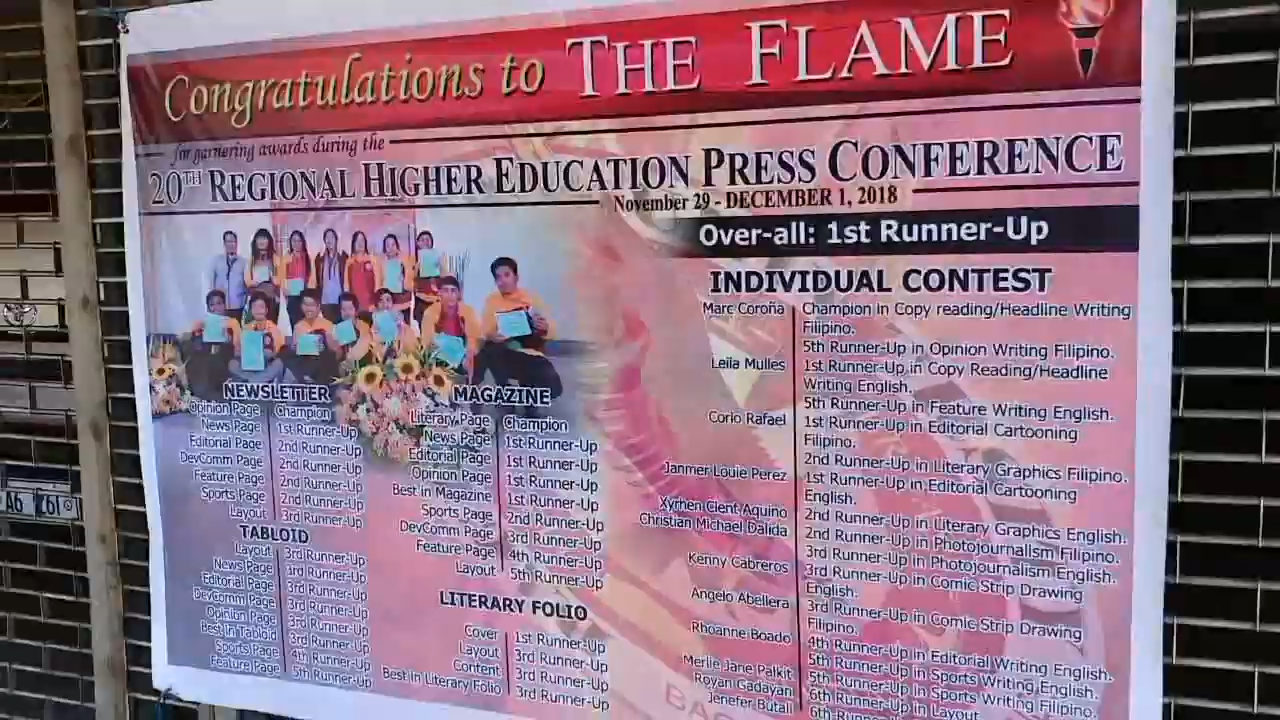 Congratulations to THE FLAME
for garnering awards during the
20TH REGIONAL HIGHER EDUCATION PRESS CONFERENCE
November 29 - DECEMBER 1, 2018
Over-all: 1st Runner-Up
NEWSLETTER
Opinion Page Champion
News Page 1st Runner-Up
Editorial Page 2nd Runner-Up
DevComm Page 2nd Runner-Up
Feature Page 2nd Runner-Up
Sports Page 2nd Runner-Up
Layout 3rd Runner-Up
TABLOID
Layout 3rd Runner-Up
News Page 3rd Runner-Up
Editorial Page 3rd Runner-Up
DevComm Page 3rd Runner-Up
Opinion Page 3rd Runner-Up
Best in Tabloid 3rd Runner-Up
Sports Page 4th Runner-Up
Feature Page 5th Runner-Up
MAGAZINE
Literary Page Champion
News Page 1st Runner-Up
Editorial Page 1st Runner-Up
Opinion Page 1st Runner-Up
Best in Magazine 1st Runner-Up
Sports Page 2nd Runner-Up
DevComm Page 3rd Runner-Up
Feature Page 4th Runner-Up
Layout 5th Runner-Up
LITERARY FOLIO
Cover 1st Runner-Up
Layout 3rd Runner-Up
Content 3rd Runner-Up
Best in Literary Folio 3rd Runner-Up
INDIVIDUAL CONTEST
Marc Coroña Champion in Copy reading/Headline Writing
Filipino.
5th Runner-Up in Opinion Writing Filipino.
Leila Mulles 1st Runner-Up in Copy Reading/Headline
Writing English.
5th Runner-Up in Feature Writing English.
Corio Rafael 1st Runner-Up in Editorial Cartooning
Filipino.
2nd Runner-Up in Literary Graphics Filipino.
Janmer Louie Perez 1st Runner-Up in Editorial Cartooning
English.
2nd Runner-Up in Literary Graphics English.
Xyrhen Clent Aquino 2nd Runner-Up in Photojournalism Filipino.
Christian Michael Dalida 3rd Runner-Up in Photojournalism English.
Kenny Cabreros 3rd Runner-Up in Comic Strip Drawing
English.
Angelo Abellera 3rd Runner-Up in Comic Strip Drawing
Filipino.
Rhoanne Boado 4th Runner-Up in Editorial Writing English.
5th Runner-Up in Sports Writing English.
Merlie Jane Palkit 5th Runner-Up in Sports Writing Filipino.
Royan Gadayan 6th Runner-Up in Layout
Jenefer Butall 6th Runner-Up in